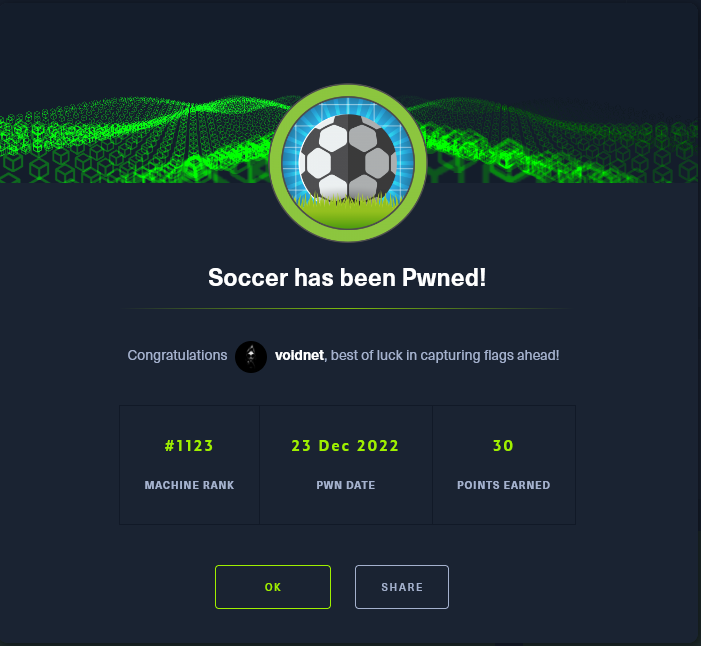 Soccer has been Pwned!
Congratulations voidnet, best of luck in capturing flags ahead!
#1123 23 Dec 2022 30
MACHINE RANK PWN DATE POINTS EARNED
OK SHARE